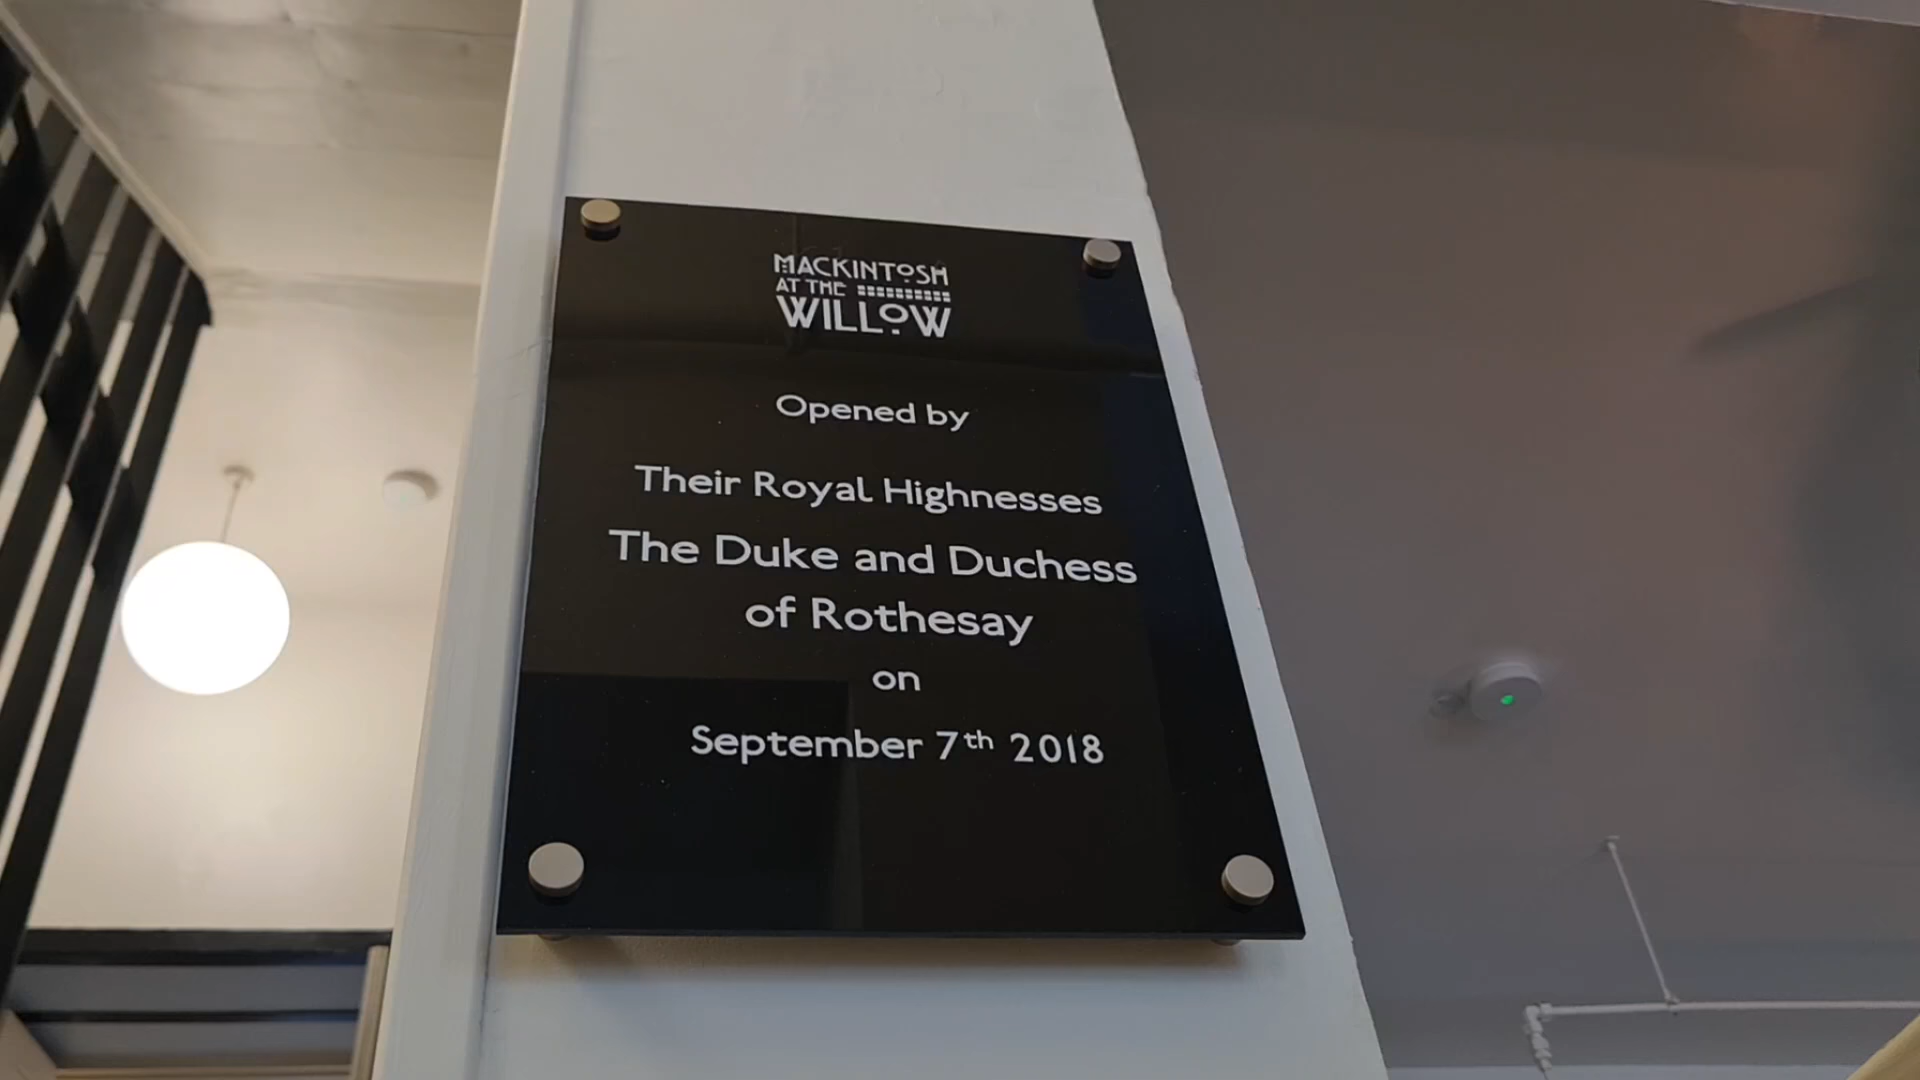 MACKINTOSH
AT THE
WILLOW
Opened by
Their Royal Highnesses
The Duke and Duchess
of Rothesay
on
September 7th 2018